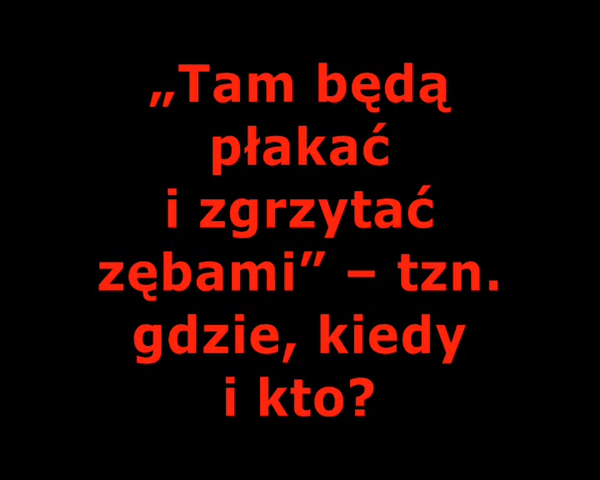 „Tam będą
płakać
i zgrzytać
zębami” – tzn.
gdzie, kiedy
i kto?